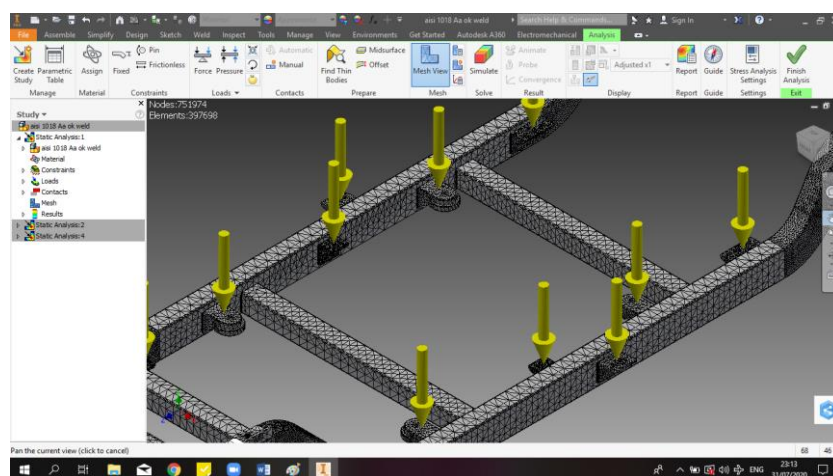 aisi 1018 Aa ok weld
Search Help & Commands...
Sign In
File Assemble Simplify Design Sketch Weld Inspect Tools Manage View Environments Get Started Autodesk A360 Electromechanical Analysis
Create Study
Parametric Table
Assign
Fixed
Pin
Frictionless
Force
Pressure
Automatic
Manual
Find Thin Bodies
Midsurface
Offset
Mesh View
Simulate
Animate
Probe
Convergence
Adjusted x1
Report
Guide
Stress Analysis Settings
Finish Analysis
Manage Material Constraints Loads Contacts Prepare Mesh Solve Result Display Report Guide Settings Exit
Study
Nodes:751974
Elements:397698
aisi 1018 Aa ok weld
Static Analysis:1
aisi 1018 Aa ok weld
Material
Constraints
Loads
Contacts
Mesh
Results
Static Analysis:2
Static Analysis:4
Pan the current view (click to cancel)
68
ENG
23:13
31/07/2020